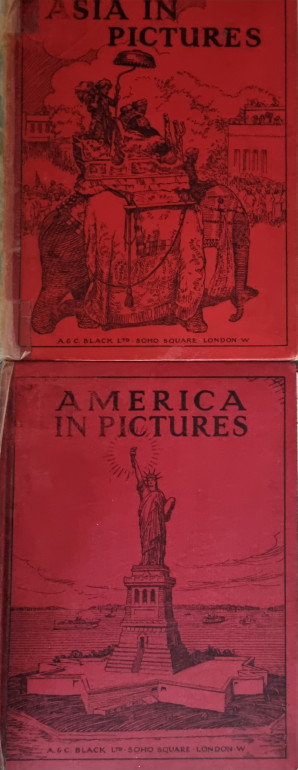 ASIA IN
PICTURES
A. & C. BLACK LTD. SOHO SQUARE. LONDON. W
AMERICA
IN PICTURES
A. & C. BLACK LTD. SOHO SQUARE. LONDON. W